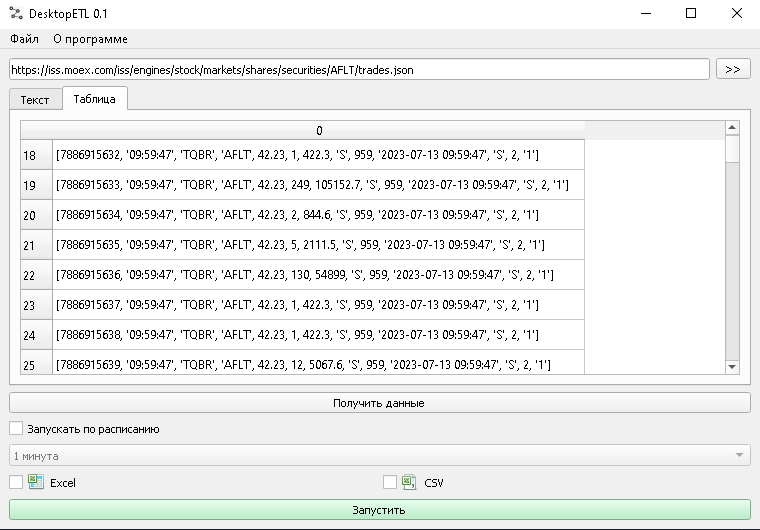 DesktopETL 0.1
Файл О программе
https://iss.moex.com/iss/engines/stock/markets/shares/securities/AFLT/trades.json >>
Текст Таблица
0
18 [7886915632, '09:59:47', 'TQBR', 'AFLT', 42.23, 1, 422.3, 'S', 959, '2023-07-13 09:59:47', 'S', 2, '1']
19 [7886915633, '09:59:47', 'TQBR', 'AFLT', 42.23, 249, 105152.7, 'S', 959, '2023-07-13 09:59:47', 'S', 2, '1']
20 [7886915634, '09:59:47', 'TQBR', 'AFLT', 42.23, 2, 844.6, 'S', 959, '2023-07-13 09:59:47', 'S', 2, '1']
21 [7886915635, '09:59:47', 'TQBR', 'AFLT', 42.23, 5, 2111.5, 'S', 959, '2023-07-13 09:59:47', 'S', 2, '1']
22 [7886915636, '09:59:47', 'TQBR', 'AFLT', 42.23, 130, 54899, 'S', 959, '2023-07-13 09:59:47', 'S', 2, '1']
23 [7886915637, '09:59:47', 'TQBR', 'AFLT', 42.23, 1, 422.3, 'S', 959, '2023-07-13 09:59:47', 'S', 2, '1']
24 [7886915638, '09:59:47', 'TQBR', 'AFLT', 42.23, 1, 422.3, 'S', 959, '2023-07-13 09:59:47', 'S', 2, '1']
25 [7886915639, '09:59:47', 'TQBR', 'AFLT', 42.23, 12, 5067.6, 'S', 959, '2023-07-13 09:59:47', 'S', 2, '1']
Получить данные
Запускать по расписанию
1 минута
Excel CSV
Запустить